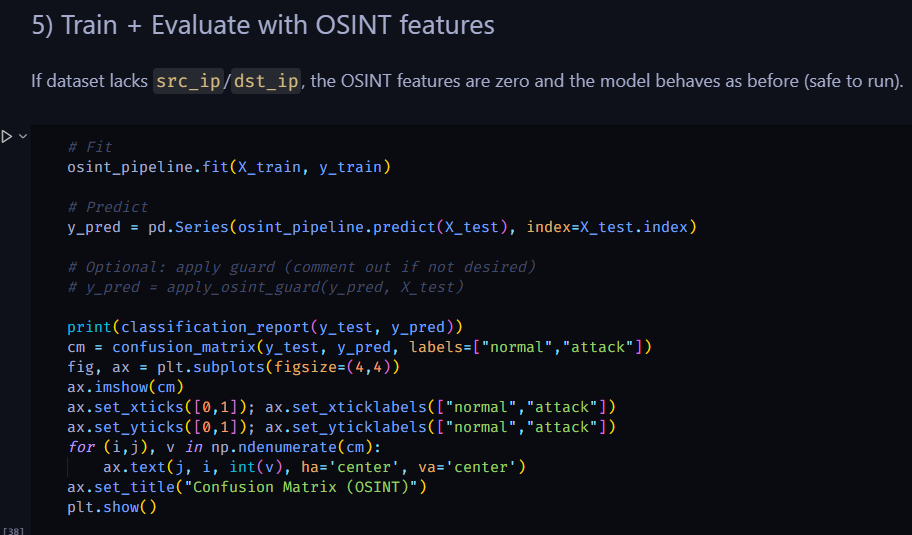 5) Train + Evaluate with OSINT features
If dataset lacks src_ip/dst_ip, the OSINT features are zero and the model behaves as before (safe to run).
# Fit
osint_pipeline.fit(X_train, y_train)
# Predict
y_pred = pd.Series(osint_pipeline.predict(X_test), index=X_test.index)
# Optional: apply guard (comment out if not desired)
# y_pred = apply_osint_guard(y_pred, X_test)
print(classification_report(y_test, y_pred))
cm = confusion_matrix(y_test, y_pred, labels=["normal","attack"])
fig, ax = plt.subplots(figsize=(4,4))
ax.imshow(cm)
ax.set_xticks([0,1]); ax.set_xticklabels(["normal","attack"])
ax.set_yticks([0,1]); ax.set_yticklabels(["normal","attack"])
for (i,j), v in np.ndenumerate(cm):
    ax.text(j, i, int(v), ha='center', va='center')
ax.set_title("Confusion Matrix (OSINT)")
plt.show()
[38]